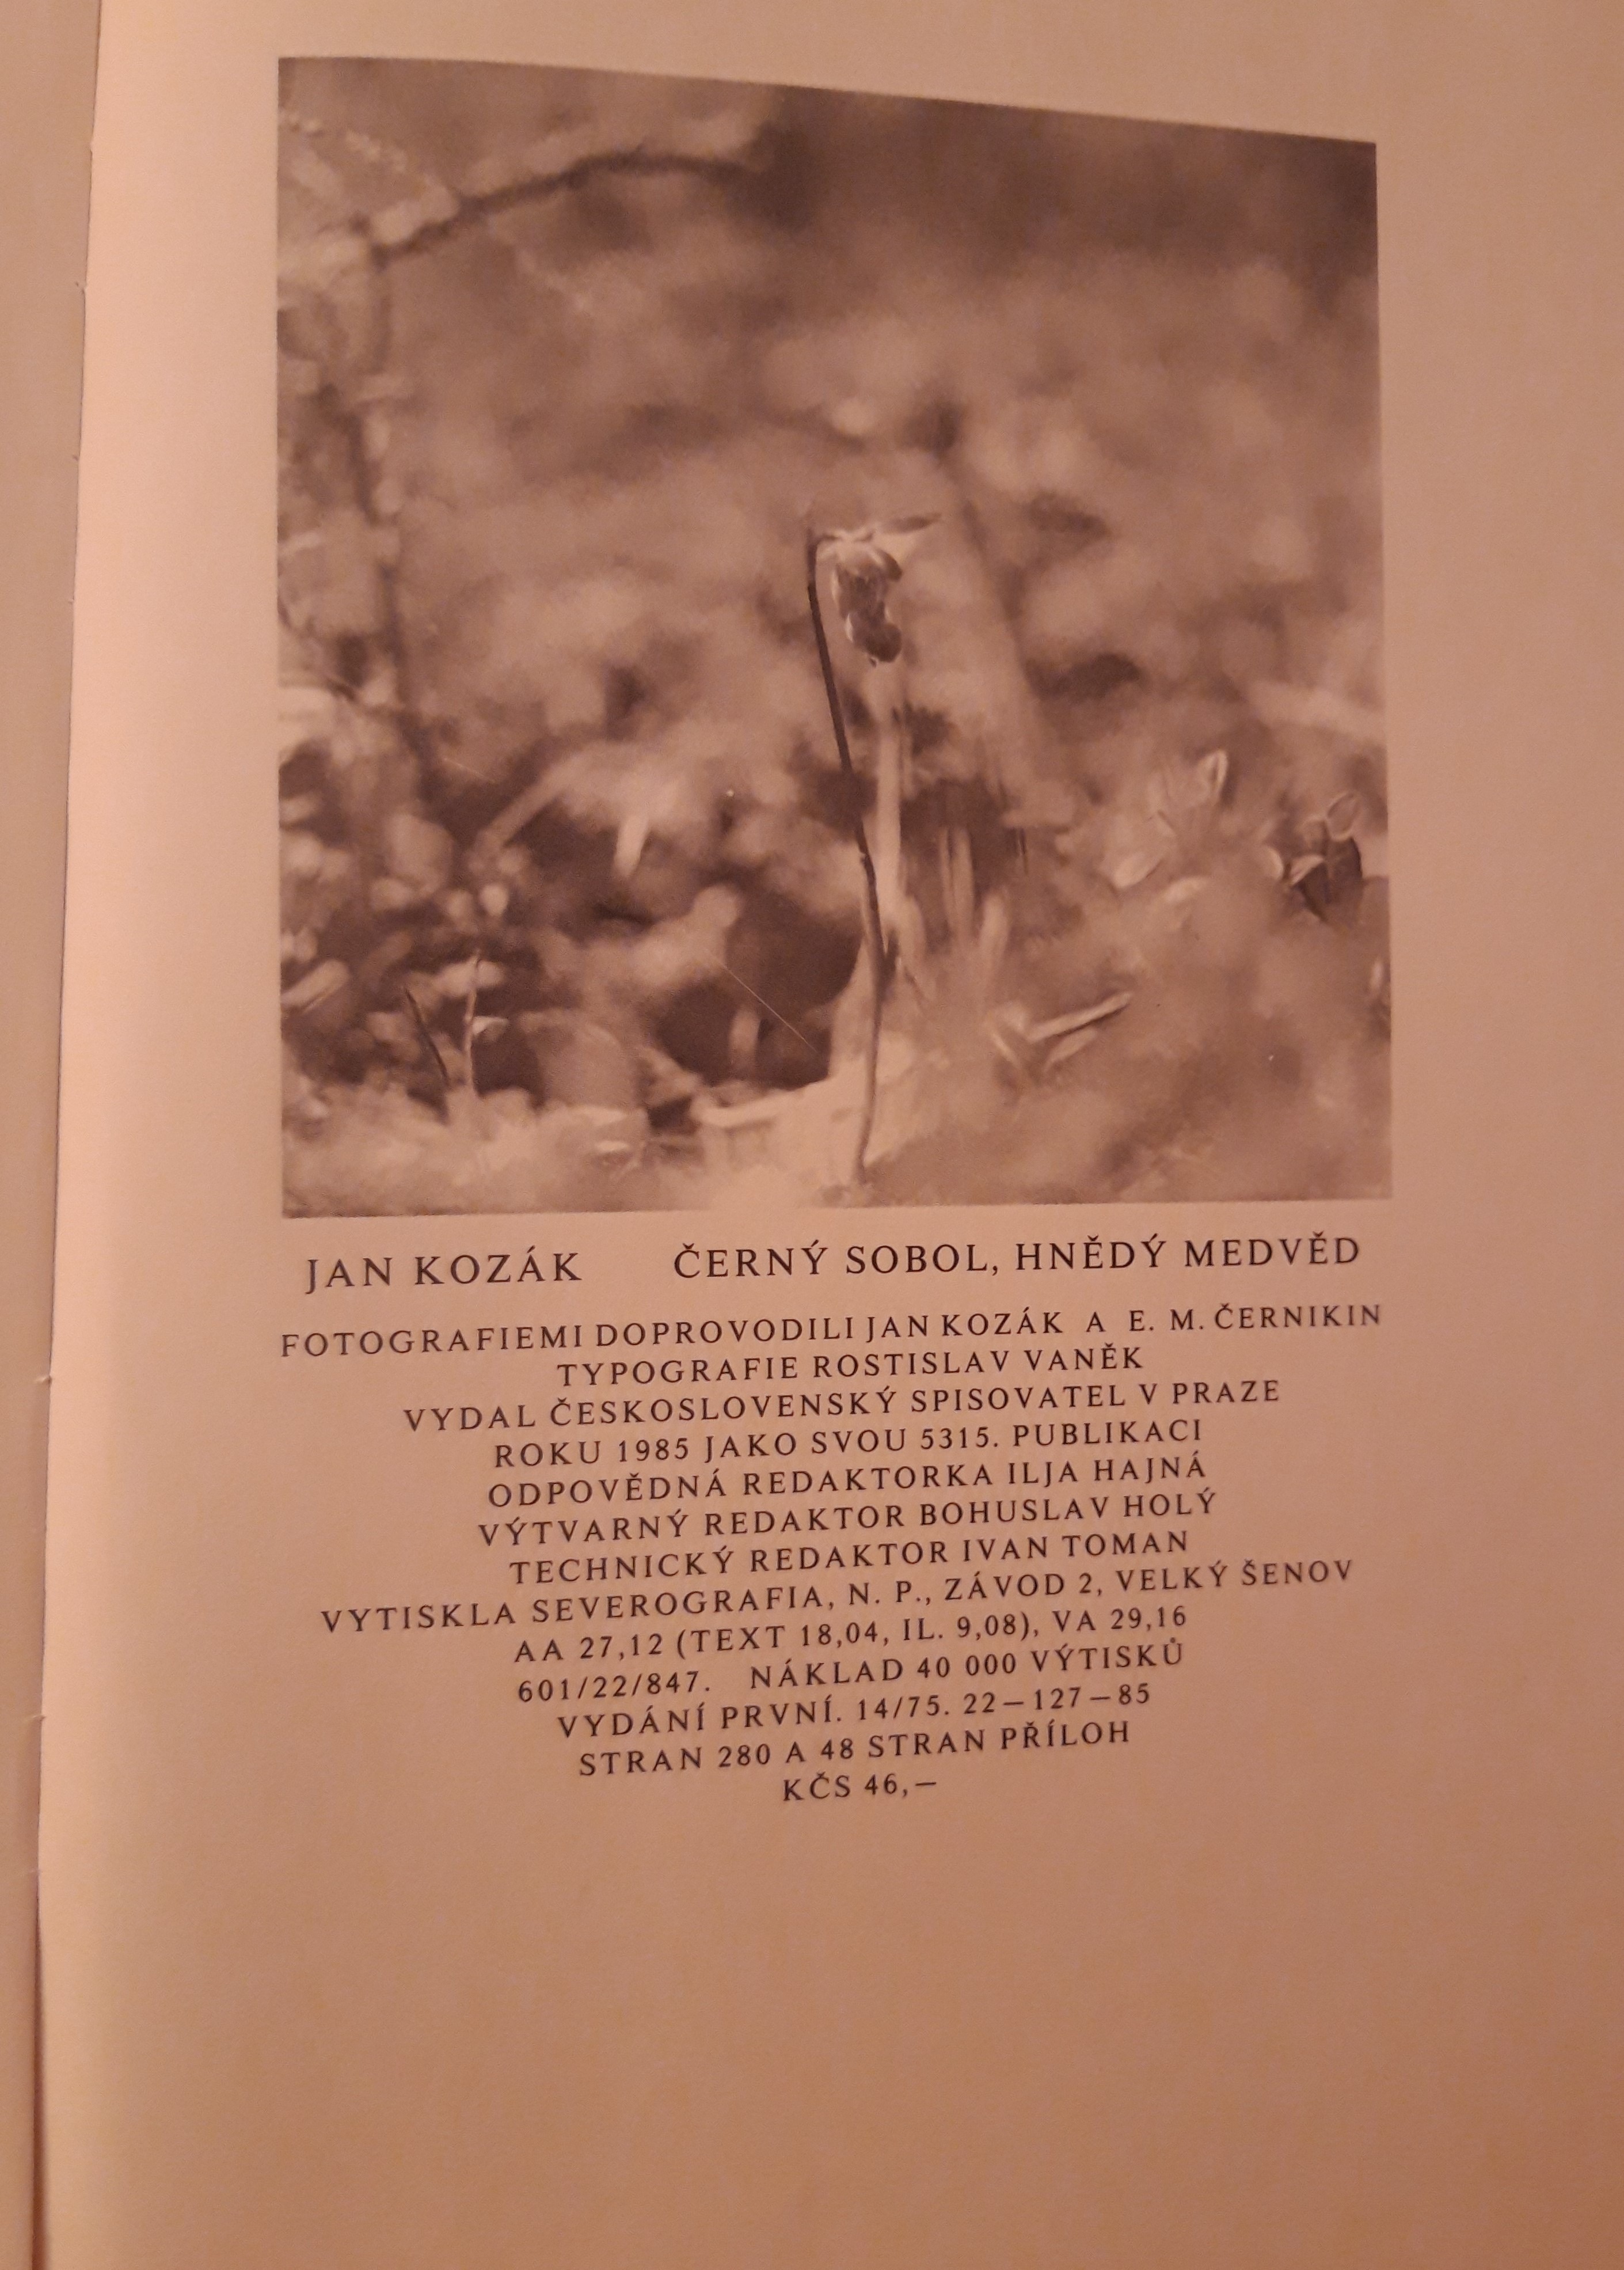 JAN KOZÁK ČERNÝ SOBOL, HNĚDÝ MEDVĚD
FOTOGRAFIEMI DOPROVODILI JAN KOZÁK A E. M. ČERNIKIN
TYPOGRAFIE ROSTISLAV VANĚK
VYDAL ČESKOSLOVENSKÝ SPISOVATEL V PRAZE
ROKU 1985 JAKO SVOU 5315. PUBLIKACI
ODPOVĚDNÁ REDAKTORKA ILJA HAJNÁ
VÝTVARNÝ REDAKTOR BOHUSLAV HOLÝ
TECHNICKÝ REDAKTOR IVAN TOMAN
VYTISKLA SEVEROGRAFIA, N. P., ZÁVOD 2, VELKÝ ŠENOV
AA 27,12 (TEXT 18,04, IL. 9,08), VA 29,16
601/22/847. NÁKLAD 40 000 VÝTISKŮ
VYDÁNÍ PRVNÍ. 14/75. 22–127–85
STRAN 280 A 48 STRAN PŘÍLOH
KČS 46,–